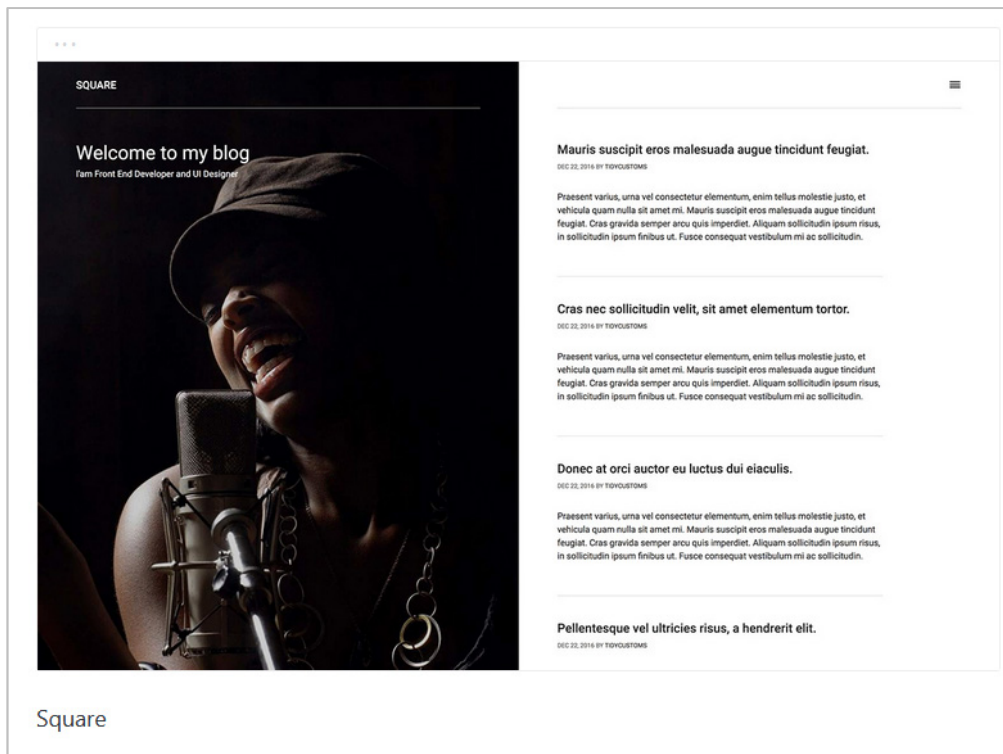 SQUARE
Welcome to my blog
I'am Front End Developer and UI Designer
Mauris suscipit eros malesuada augue tincidunt feugiat.
DEC 22, 2016 BY TIDYCUSTOMS
Praesent varius, urna vel consectetur elementum, enim tellus molestie justo, et
vehicula quam nulla sit amet mi. Mauris suscipit eros malesuada augue tincidunt
feugiat. Cras gravida semper arcu quis imperdiet. Aliquam sollicitudin ipsum risus,
in sollicitudin ipsum finibus ut. Fusce consequat vestibulum mi ac sollicitudin.
Cras nec sollicitudin velit, sit amet elementum tortor.
DEC 22, 2016 BY TIDYCUSTOMS
Praesent varius, urna vel consectetur elementum, enim tellus molestie justo, et
vehicula quam nulla sit amet mi. Mauris suscipit eros malesuada augue tincidunt
feugiat. Cras gravida semper arcu quis imperdiet. Aliquam sollicitudin ipsum risus,
in sollicitudin ipsum finibus ut. Fusce consequat vestibulum mi ac sollicitudin.
Donec at orci auctor eu luctus dui eiaculis.
DEC 22, 2016 BY TIDYCUSTOMS
Praesent varius, urna vel consectetur elementum, enim tellus molestie justo, et
vehicula quam nulla sit amet mi. Mauris suscipit eros malesuada augue tincidunt
feugiat. Cras gravida semper arcu quis imperdiet. Aliquam sollicitudin ipsum risus,
in sollicitudin ipsum finibus ut. Fusce consequat vestibulum mi ac sollicitudin.
Pellentesque vel ultricies risus, a hendrerit elit.
DEC 22, 2016 BY TIDYCUSTOMS
Square